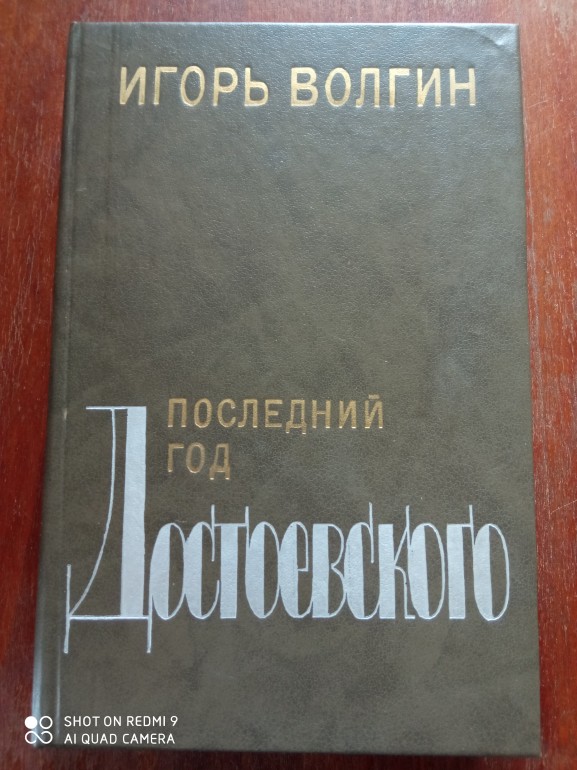 ИГОРЬ ВОЛГИН
ПОСЛЕДНИЙ
ГОД
Достоевского
SHOT ON REDMI 9
AI QUAD CAMERA